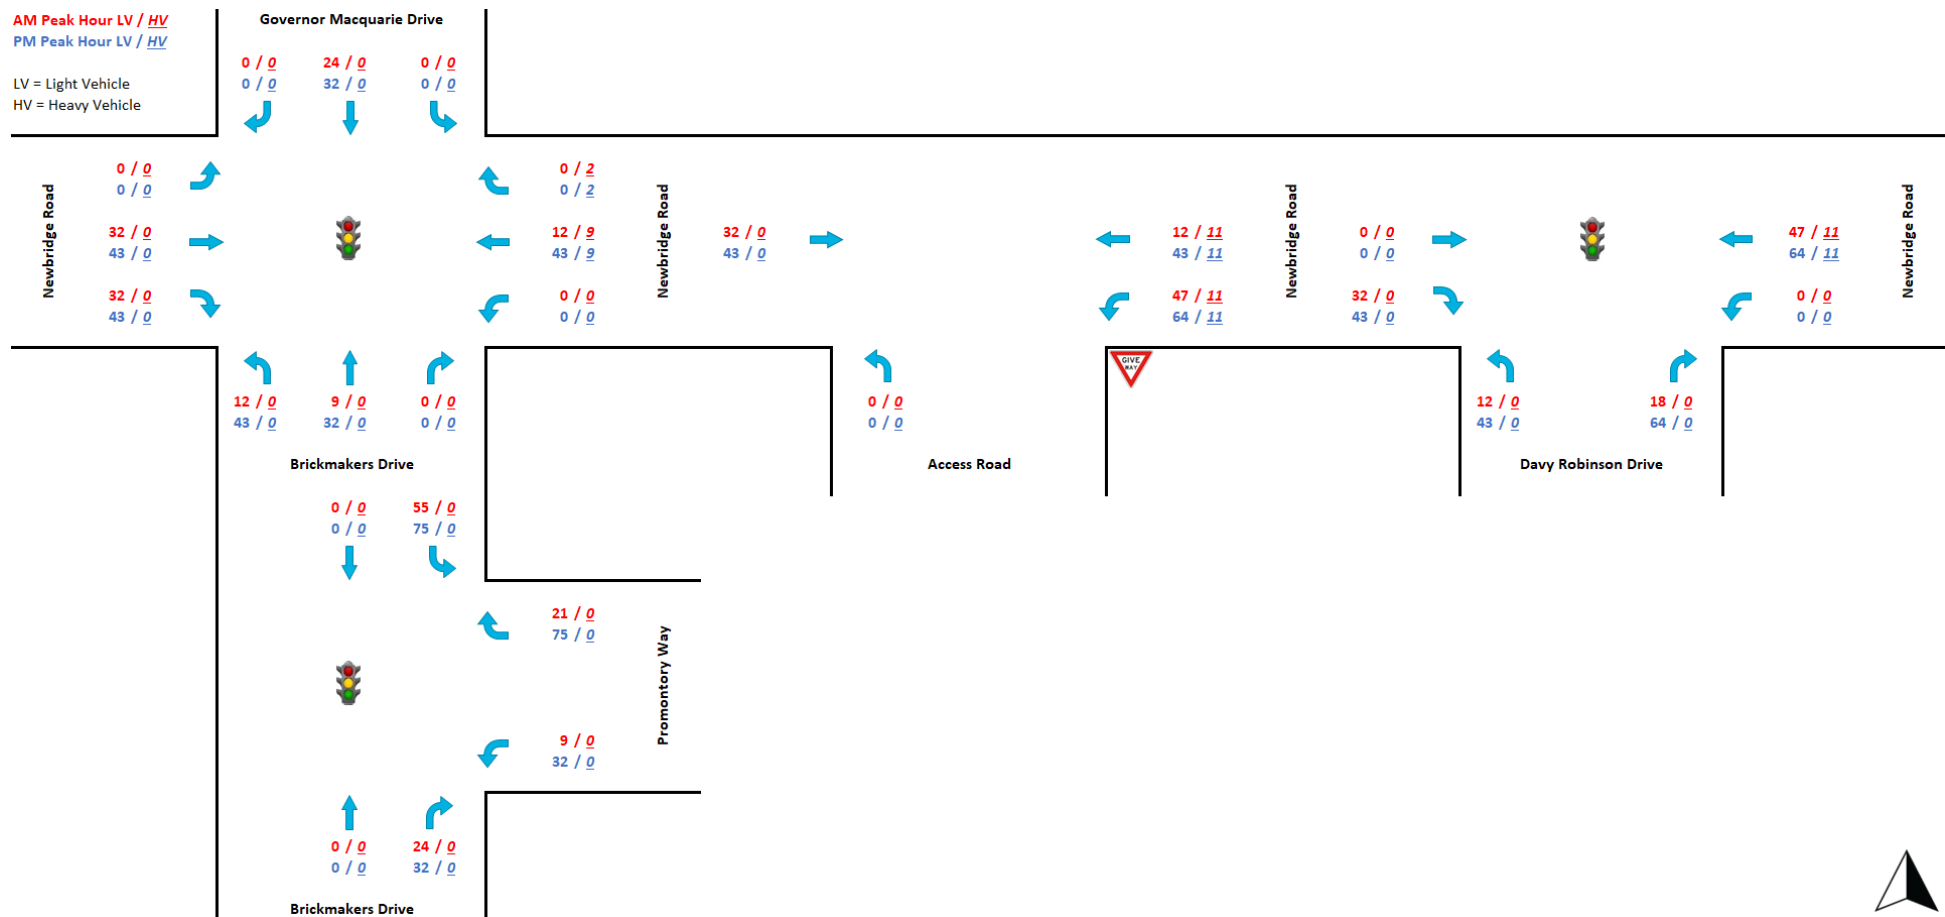 AM Peak Hour LV / HV
PM Peak Hour LV / HV
LV = Light Vehicle
HV = Heavy Vehicle
Governor Macquarie Drive
0 / 0 24 / 0 0 / 0
0 / 0 32 / 0 0 / 0
Newbridge Road
0 / 0
0 / 0
32 / 0
43 / 0
32 / 0
43 / 0
0 / 2
0 / 2
12 / 9
43 / 9
0 / 0
0 / 0
Newbridge Road
32 / 0
43 / 0
12 / 11
43 / 11
47 / 11
64 / 11
Newbridge Road
0 / 0
0 / 0
32 / 0
43 / 0
47 / 11
64 / 11
0 / 0
0 / 0
Newbridge Road
12 / 0 9 / 0 0 / 0
43 / 0 32 / 0 0 / 0
Brickmakers Drive
0 / 0
0 / 0
Access Road
GIVE
WAY
12 / 0 18 / 0
43 / 0 64 / 0
Davy Robinson Drive
0 / 0 55 / 0
0 / 0 75 / 0
21 / 0
75 / 0
9 / 0
32 / 0
Promontory Way
0 / 0 24 / 0
0 / 0 32 / 0
Brickmakers Drive